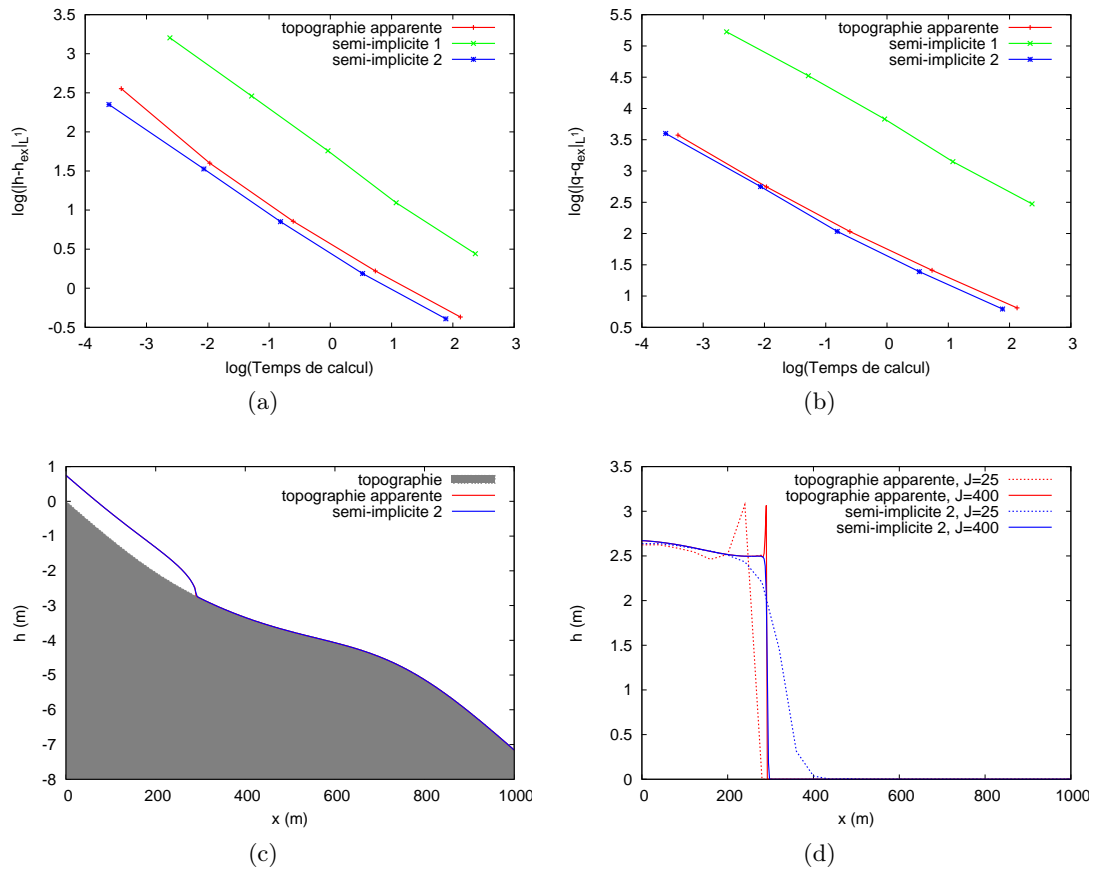 topographie apparente
semi-implicite 1
semi-implicite 2
4
3.5
3
2.5
2
1.5
1
0.5
0
-0.5
log(|h-h_ex|_L¹)
-4 -3 -2 -1 0 1 2 3
log(Temps de calcul)
(a)
topographie apparente
semi-implicite 1
semi-implicite 2
5.5
5
4.5
4
3.5
3
2.5
2
1.5
1
0.5
log(|q-q_ex|_L¹)
-4 -3 -2 -1 0 1 2 3
log(Temps de calcul)
(b)
topographie
topographie apparente
semi-implicite 2
1
0
-1
-2
-3
-4
-5
-6
-7
-8
h (m)
0 200 400 600 800 1000
x (m)
(c)
topographie apparente, J=25
topographie apparente, J=400
semi-implicite 2, J=25
semi-implicite 2, J=400
3.5
3
2.5
2
1.5
1
0.5
0
h (m)
0 200 400 600 800 1000
x (m)
(d)